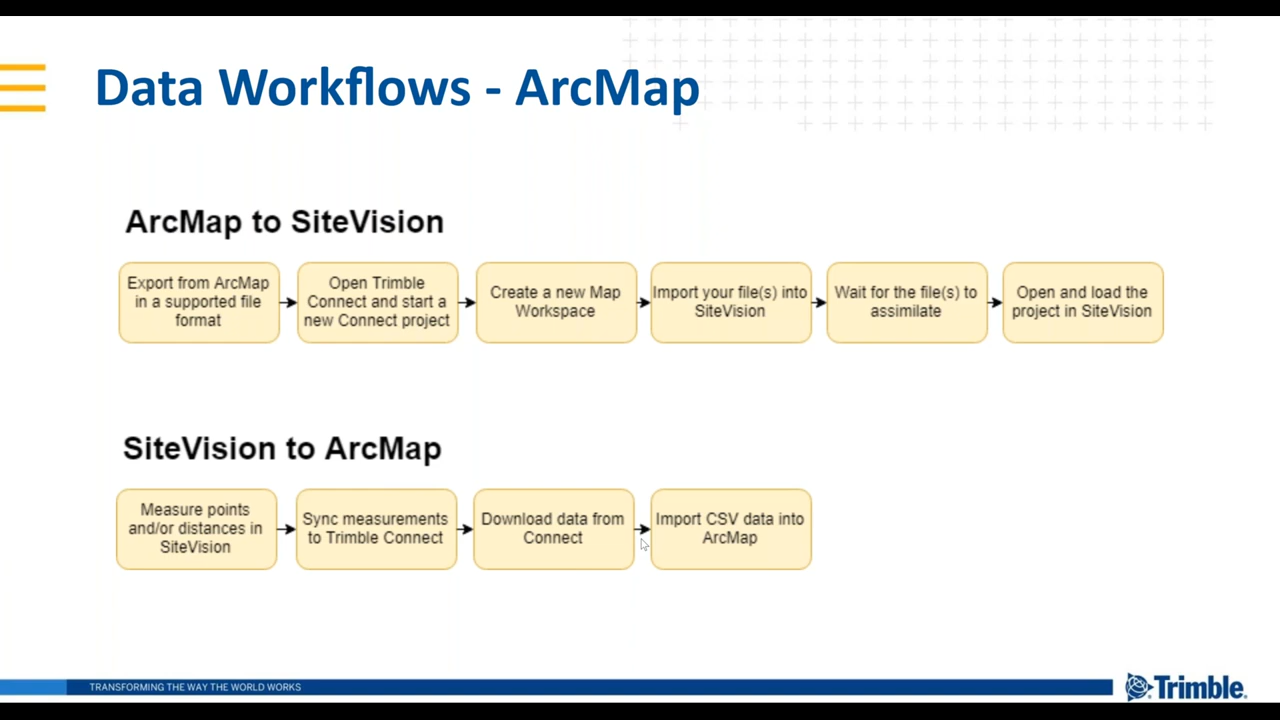 Data Workflows - ArcMap
ArcMap to SiteVision
Export from ArcMap
in a supported file
format
Open Trimble
Connect and start a
new Connect project
Create a new Map
Workspace
Import your file(s) into
SiteVision
Wait for the file(s) to
assimilate
Open and load the
project in SiteVision
SiteVision to ArcMap
Measure points
and/or distances in
SiteVision
Sync measurements
to Trimble Connect
Download data from
Connect
Import CSV data into
ArcMap
TRANSFORMING THE WAY THE WORLD WORKS
Trimble.